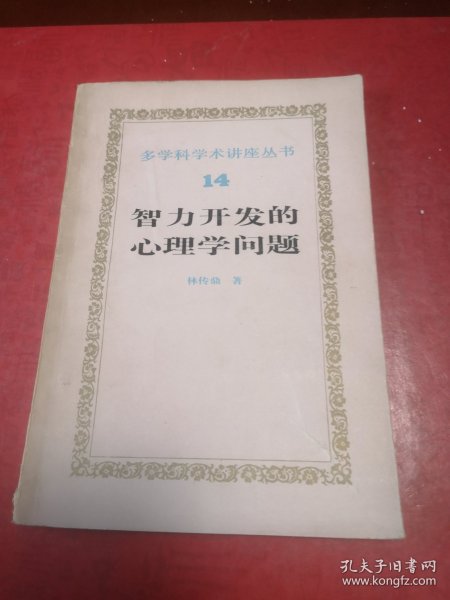 多学科学术讲座丛书
14
智力开发的
心理学问题
林传鼎 著
孔夫子旧书网
www.kongfz.com